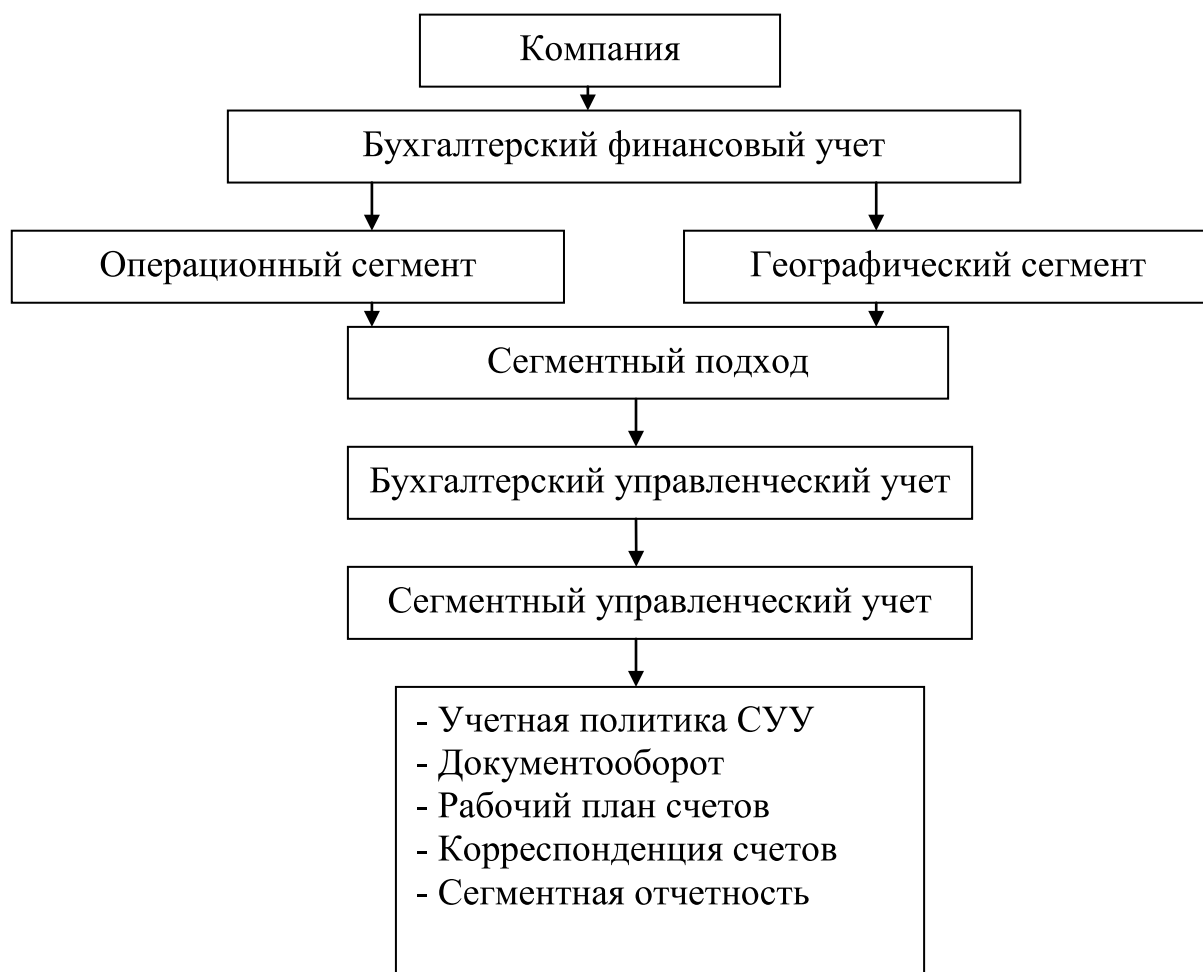 Компания
Бухгалтерский финансовый учет
Операционный сегмент
Географический сегмент
Сегментный подход
Бухгалтерский управленческий учет
Сегментный управленческий учет
- Учетная политика СУУ
- Документооборот
- Рабочий план счетов
- Корреспонденция счетов
- Сегментная отчетность